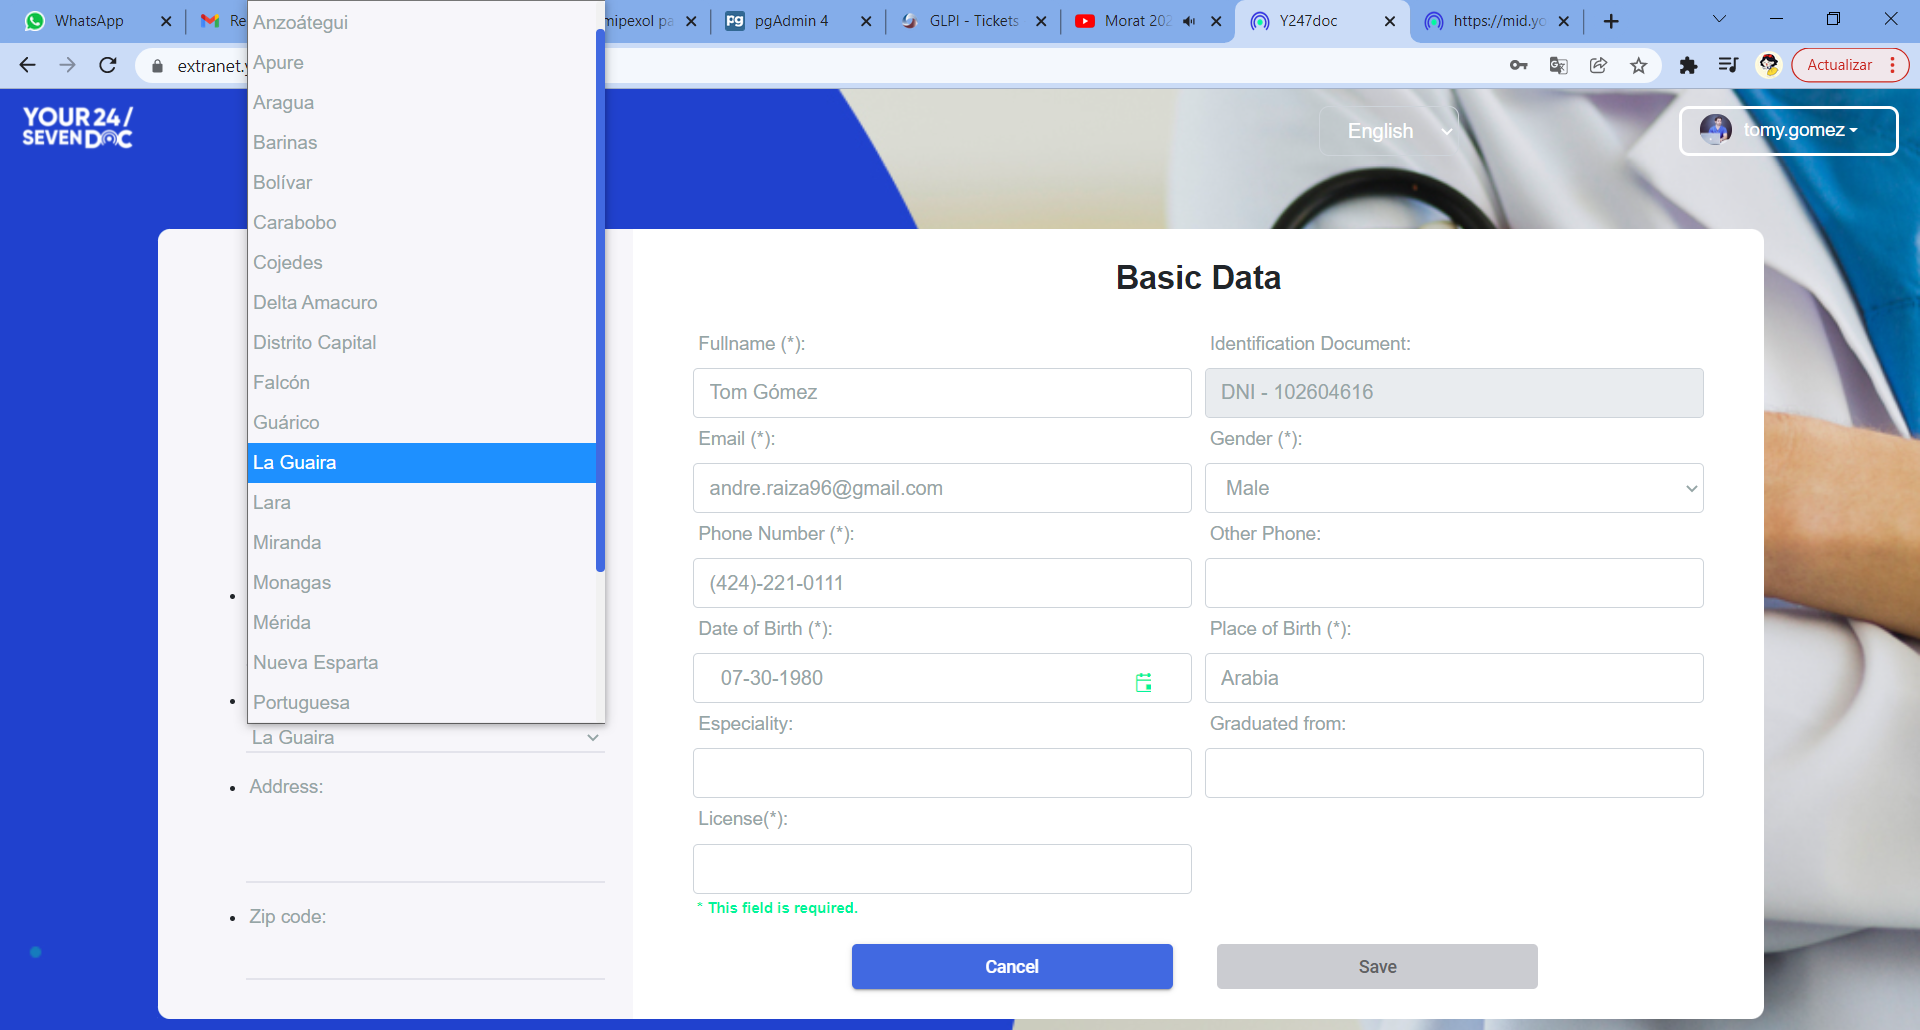 WhatsApp
Re
mipexol pa
pgAdmin 4
GLPI - Tickets
Morat 202
Y247doc
https://mid.yo
extranet.y
Actualizar
YOUR 24/
SEVEN DOC
English
tomy.gomez
Anzoátegui
Apure
Aragua
Barinas
Bolívar
Carabobo
Cojedes
Delta Amacuro
Distrito Capital
Falcón
Guárico
La Guaira
Lara
Miranda
Monagas
Mérida
Nueva Esparta
Portuguesa
La Guaira
Address:
Zip code:
Basic Data
Fullname (*):
Identification Document:
Tom Gómez
DNI - 102604616
Email (*):
Gender (*):
andre.raiza96@gmail.com
Male
Phone Number (*):
Other Phone:
(424)-221-0111
Date of Birth (*):
Place of Birth (*):
07-30-1980
Arabia
Especiality:
Graduated from:
License(*):
* This field is required.
Cancel
Save